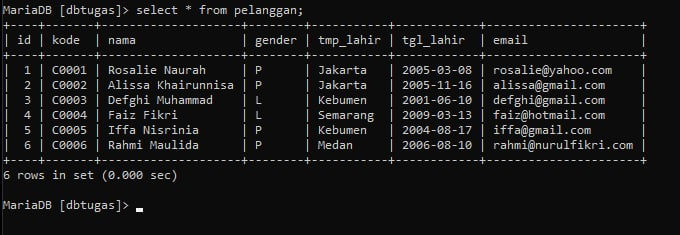 MariaDB [dbtugas]> select * from pelanggan;
+----+-------+-------------------+--------+-----------+------------+----------------------+
| id | kode  | nama              | gender | tmp_lahir | tgl_lahir  | email                |
+----+-------+-------------------+--------+-----------+------------+----------------------+
|  1 | C0001 | Rosalie Naurah    | P      | Jakarta   | 2005-03-08 | rosalie@yahoo.com    |
|  2 | C0002 | Alissa Khairunnisa | P      | Jakarta   | 2005-11-16 | alissa@gmail.com     |
|  3 | C0003 | Defghi Muhammad   | L      | Kebumen   | 2001-06-10 | defghi@gmail.com     |
|  4 | C0004 | Faiz Fikri        | L      | Semarang  | 2009-03-13 | faiz@hotmail.com     |
|  5 | C0005 | Iffa Nisrinia     | P      | Kebumen   | 2004-08-17 | iffa@gmail.com       |
|  6 | C0006 | Rahmi Maulida     | P      | Medan     | 2006-08-10 | rahmi@nurulfikri.com |
+----+-------+-------------------+--------+-----------+------------+----------------------+
6 rows in set (0.000 sec)
MariaDB [dbtugas]> _